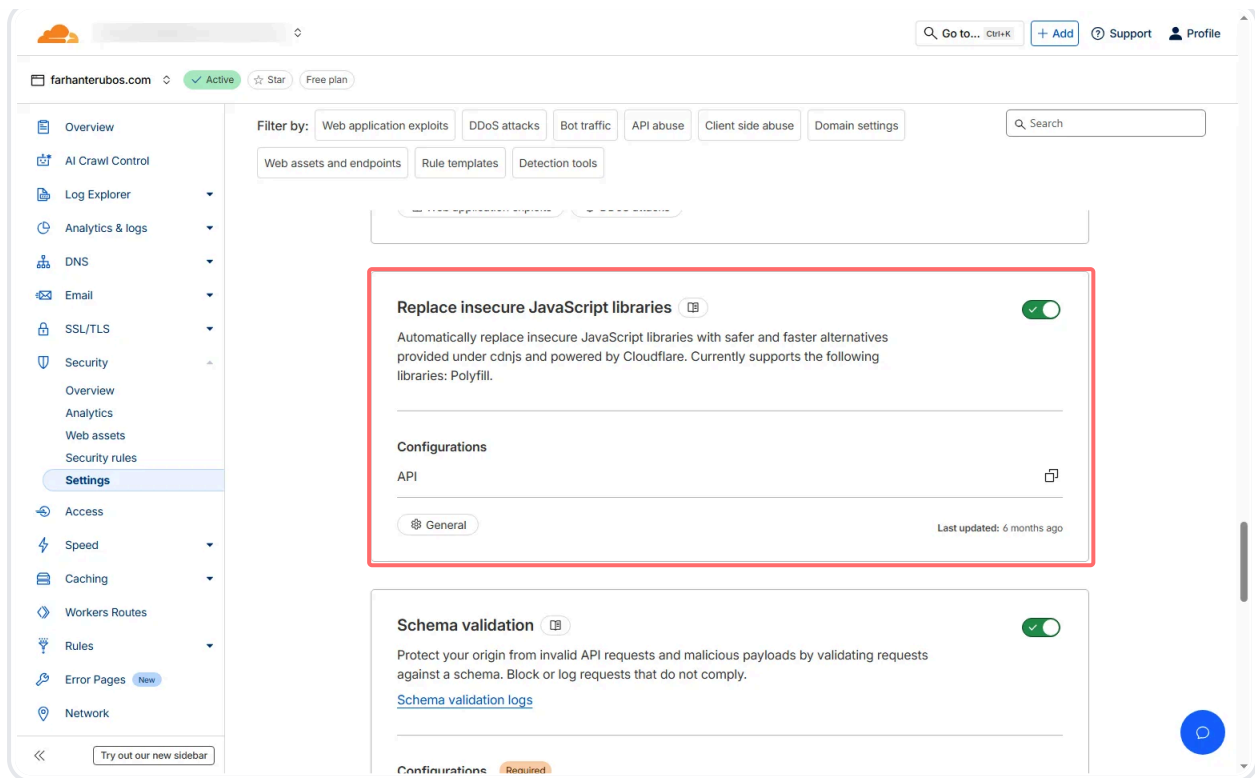 Go to... Ctrl+K
+ Add
Support
Profile
farhanterubos.com
Active
Star
Free plan
Overview
AI Crawl Control
Log Explorer
Analytics & logs
DNS
Email
SSL/TLS
Security
Overview
Analytics
Web assets
Security rules
Settings
Access
Speed
Caching
Workers Routes
Rules
Error Pages New
Network
Try out our new sidebar
Filter by: Web application exploits DDoS attacks Bot traffic API abuse Client side abuse Domain settings
Web assets and endpoints Rule templates Detection tools
Search
Replace insecure JavaScript libraries
Automatically replace insecure JavaScript libraries with safer and faster alternatives
provided under cdnjs and powered by Cloudflare. Currently supports the following
libraries: Polyfill.
Configurations
API
General
Last updated: 6 months ago
Schema validation
Protect your origin from invalid API requests and malicious payloads by validating requests
against a schema. Block or log requests that do not comply.
Schema validation logs
Configurations Required